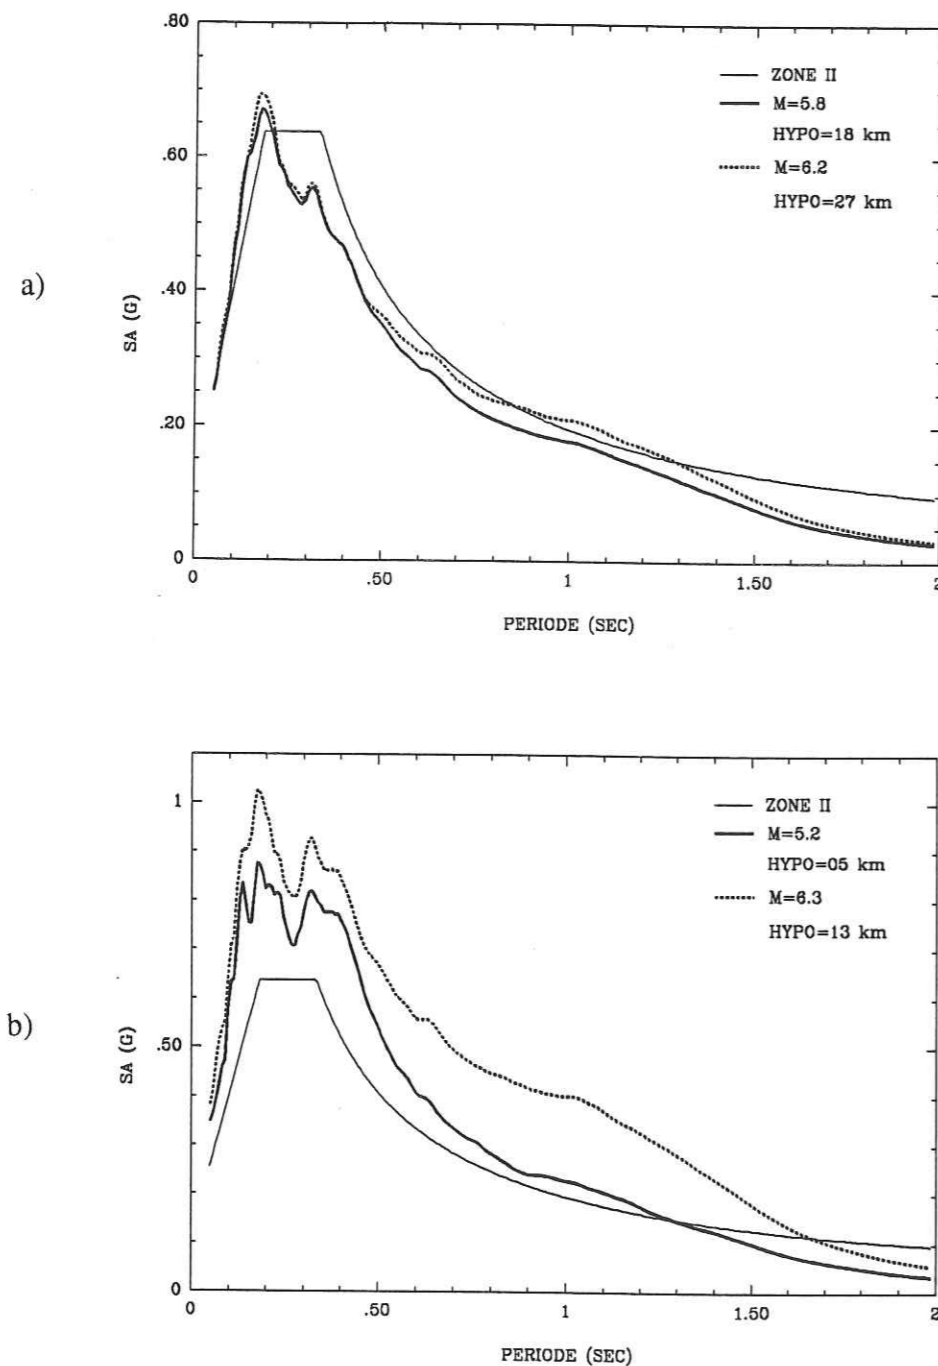 a)
.80
.60
.40
.20
0
SA (G)
ZONE II
M=5.8
HYPO=18 km
M=6.2
HYPO=27 km
0 .50 1 1.50 2
PERIODE (SEC)
b)
1
.50
0
SA (G)
ZONE II
M=5.2
HYPO=05 km
M=6.3
HYPO=13 km
0 .50 1 1.50 2
PERIODE (SEC)